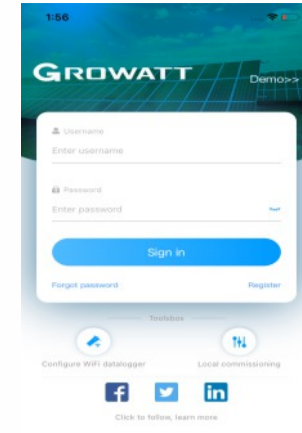 1:56
GROWATT
Demo>>
Username
Enter username
Password
Enter password
Sign in
Forgot password Register
Toolsbox
Configure WiFi datalogger Local commissioning
Click to follow, learn more